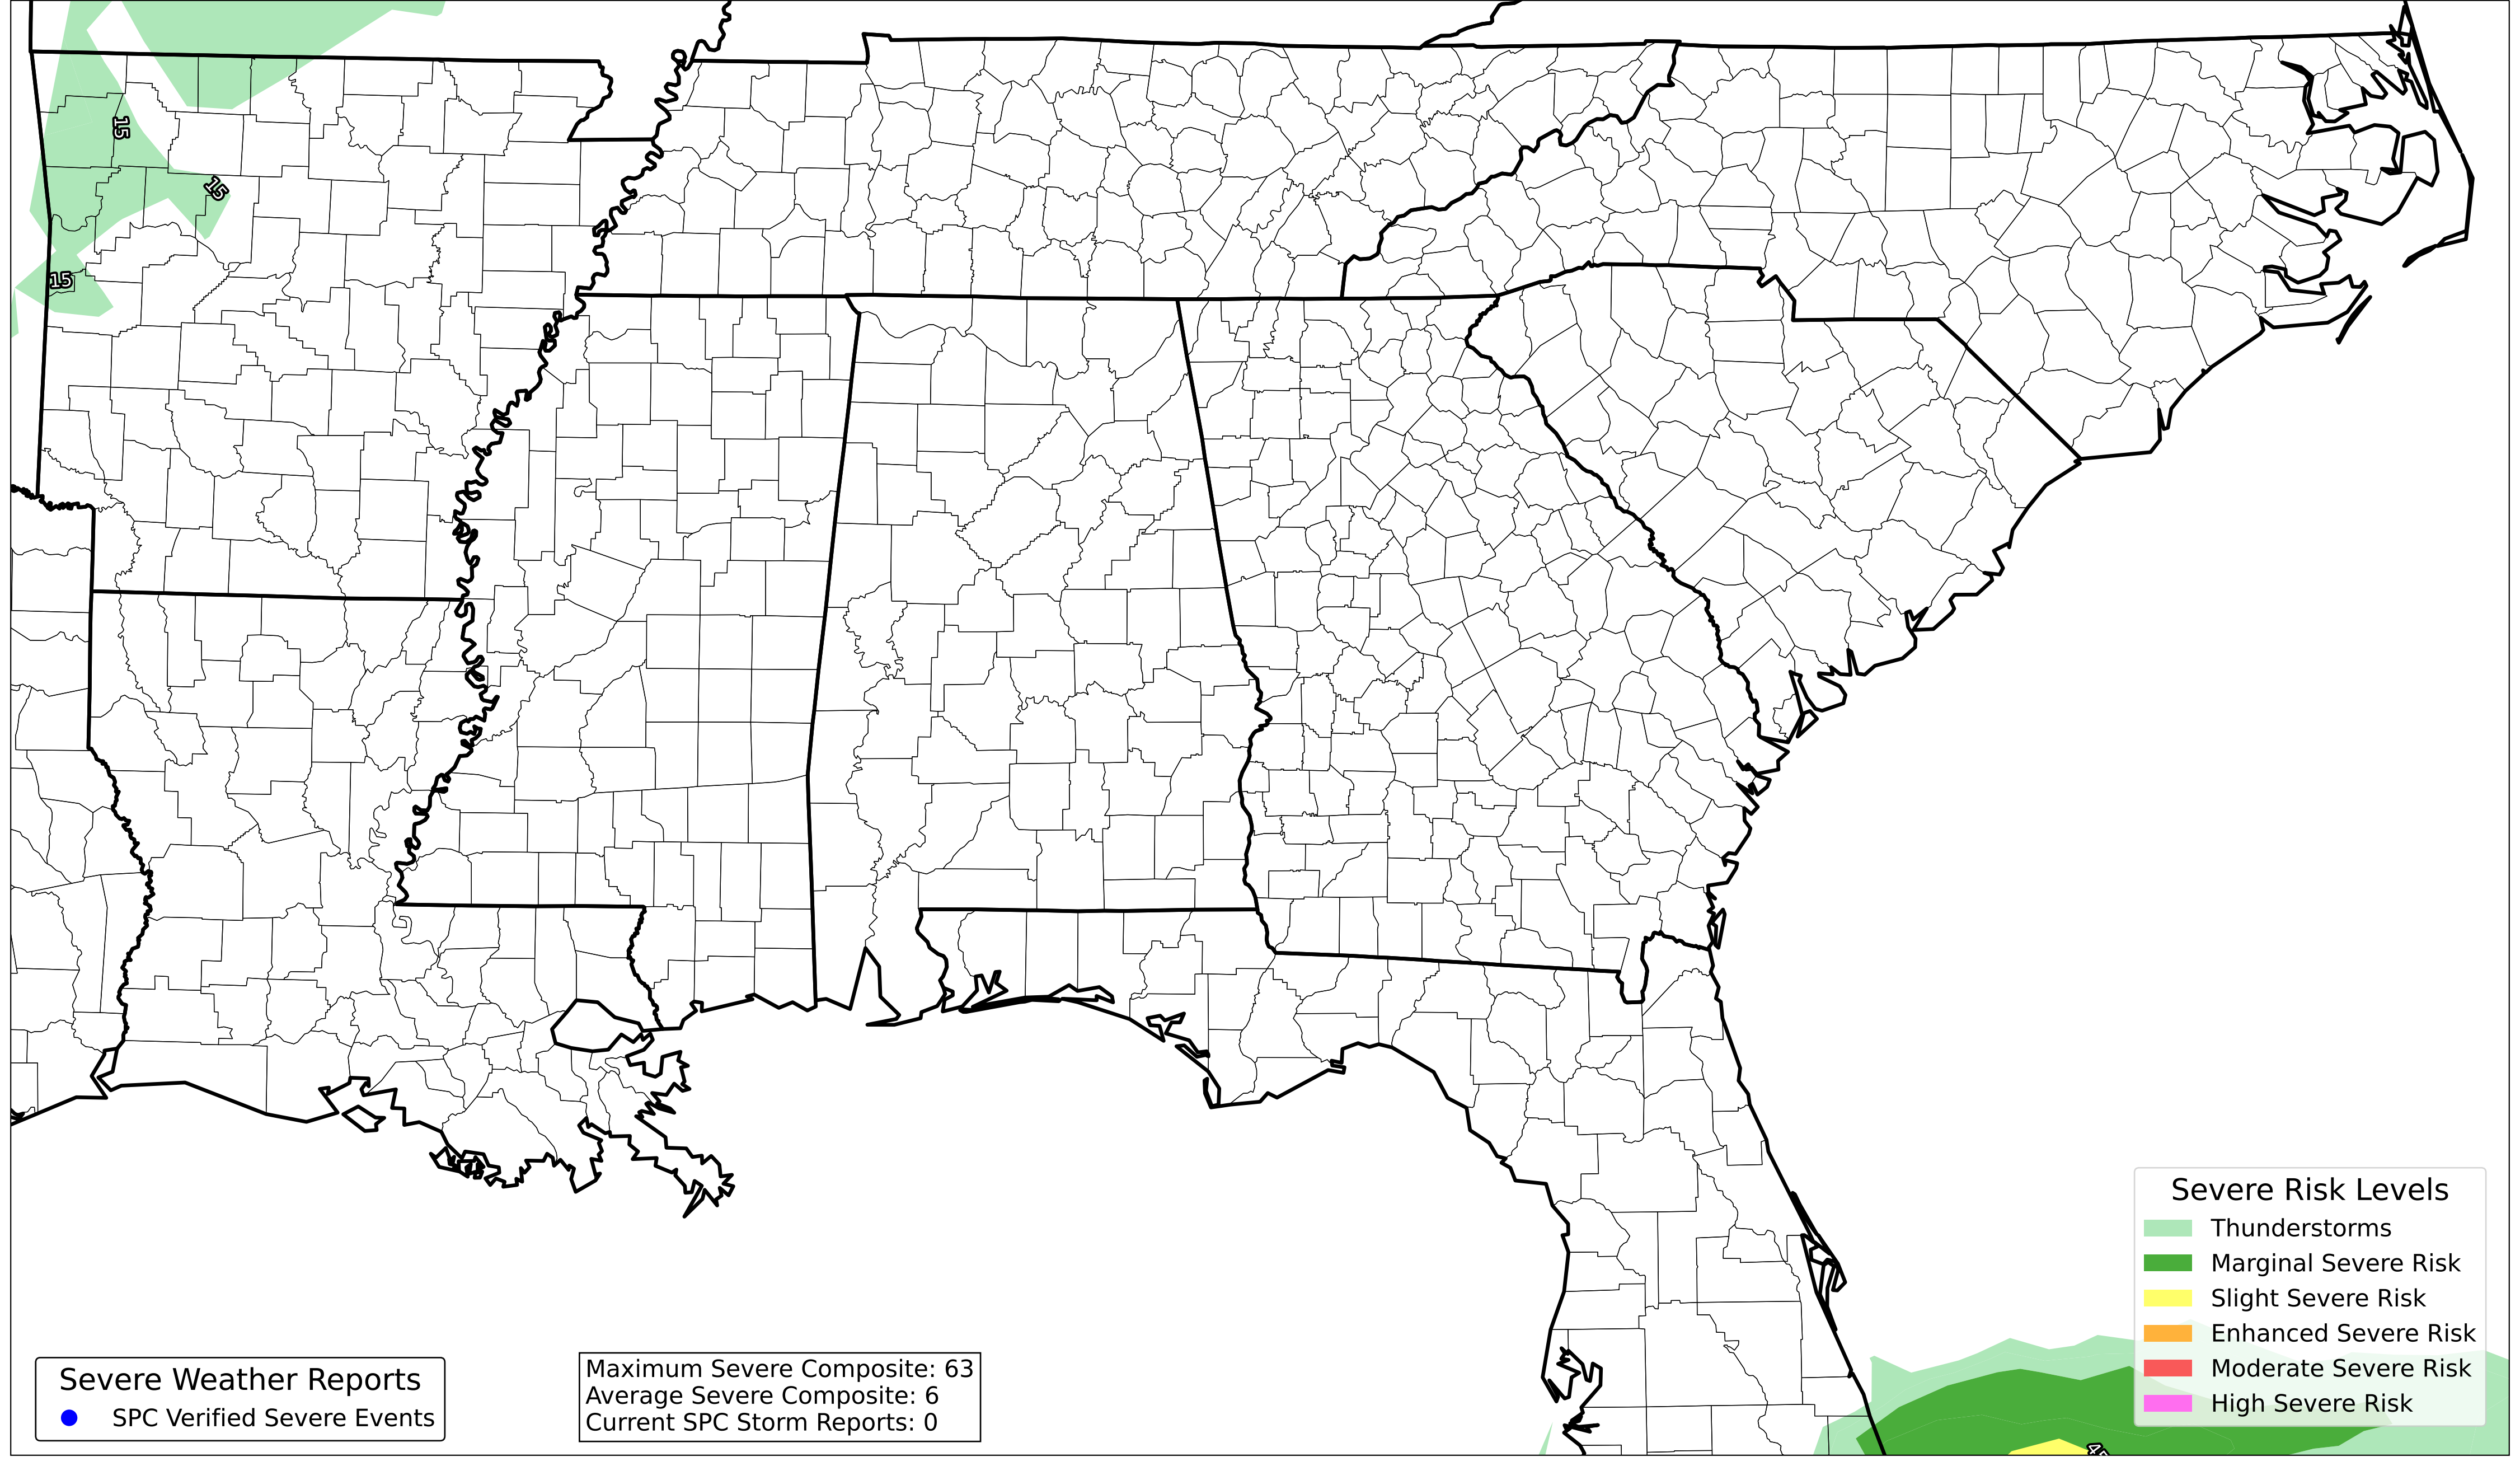 15
15
15
Severe Risk Levels
Thunderstorms
Marginal Severe Risk
Slight Severe Risk
Enhanced Severe Risk
Moderate Severe Risk
High Severe Risk
Severe Weather Reports
SPC Verified Severe Events
Maximum Severe Composite: 63
Average Severe Composite: 6
Current SPC Storm Reports: 0